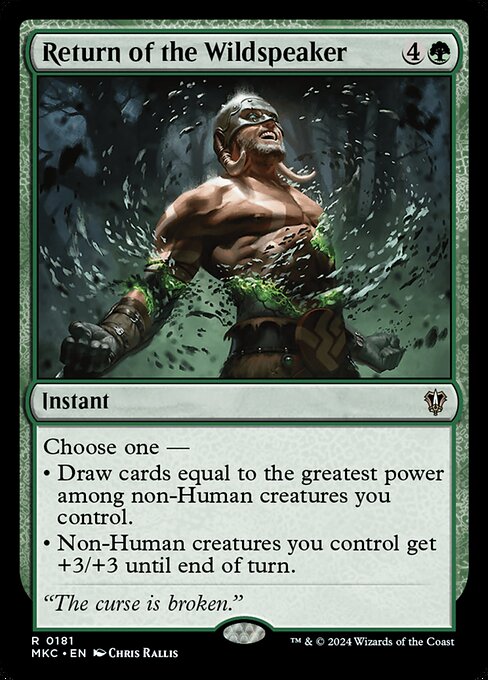 Return of the Wildspeaker 4
Instant
Choose one —
• Draw cards equal to the greatest power
among non-Human creatures you
control.
• Non-Human creatures you control get
+3/+3 until end of turn.
“The curse is broken.”
R 0181
MKC • EN Chris Rallis
™ & © 2024 Wizards of the Coast